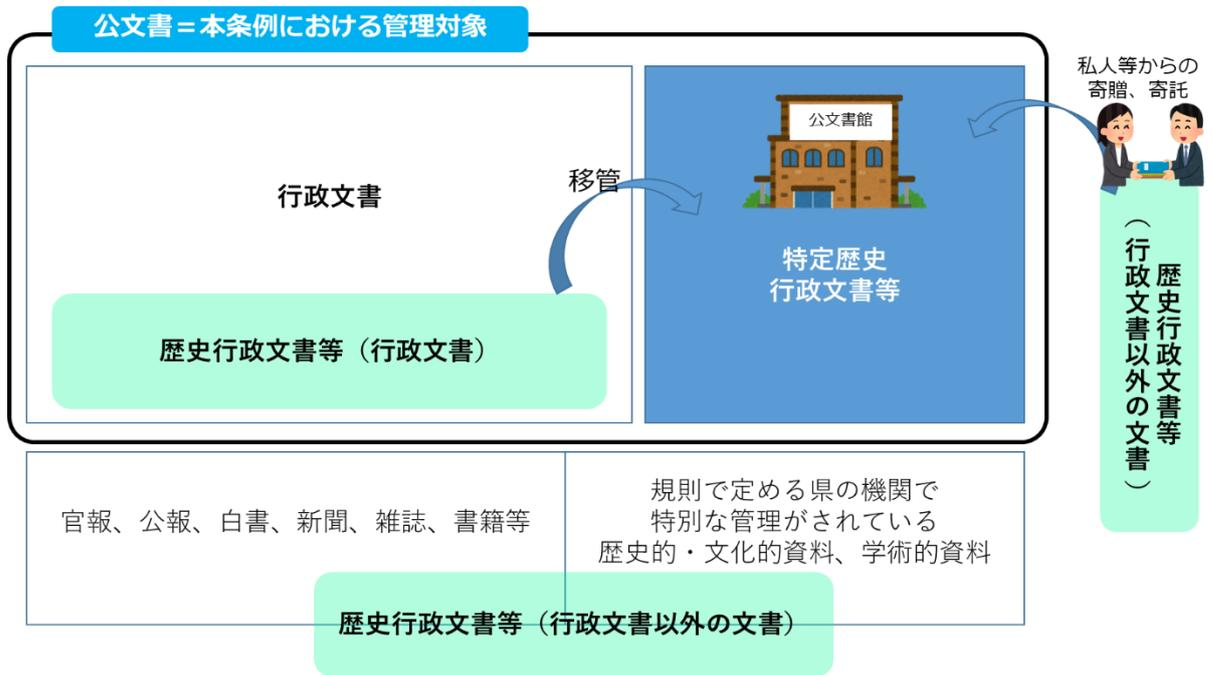 公文書＝本条例における管理対象
私人等からの
寄贈、寄託
公文書館
行政文書
移管
特定歴史
行政文書等
歴史行政文書等（行政文書）
歴史行政文書等
（行政文書以外の文書）
官報、公報、白書、新聞、雑誌、書籍等
規則で定める県の機関で
特別な管理がされている
歴史的・文化的資料、学術的資料
歴史行政文書等（行政文書以外の文書）